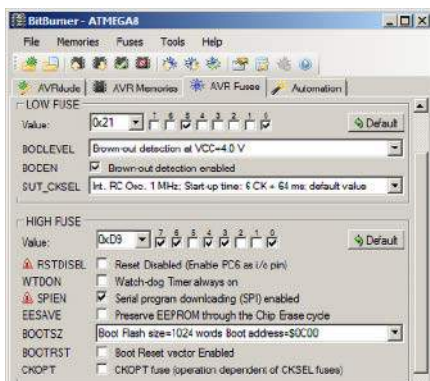 BitBurner - ATMEGA8
File Memories Fuses Tools Help
AVRdude AVR Memories AVR Fuses Automation
LOW FUSE
7 6 5 4 3 2 1 0
Value: 0x21 Default
BODLEVEL Brown-out detection at VCC=4.0 V
BODEN Brown-out detection enabled
SUT_CKSEL Int. RC Osc. 1 MHz; Start-up time: 6 CK + 64 ms; default value
HIGH FUSE
7 6 5 4 3 2 1 0
Value: 0xD9 Default
RSTDISBL Reset Disabled (Enable PC6 as i/o pin)
WTDON Watch-dog Timer always on
SPIEN Serial program downloading (SPI) enabled
EESAVE Preserve EEPROM through the Chip Erase cycle
BOOTSZ Boot Flash size=1024 words Boot address=$0C00
BOOTRST Boot Reset vector Enabled
CKOPT CKOPT fuse (operation dependent of CKSEL fuses)